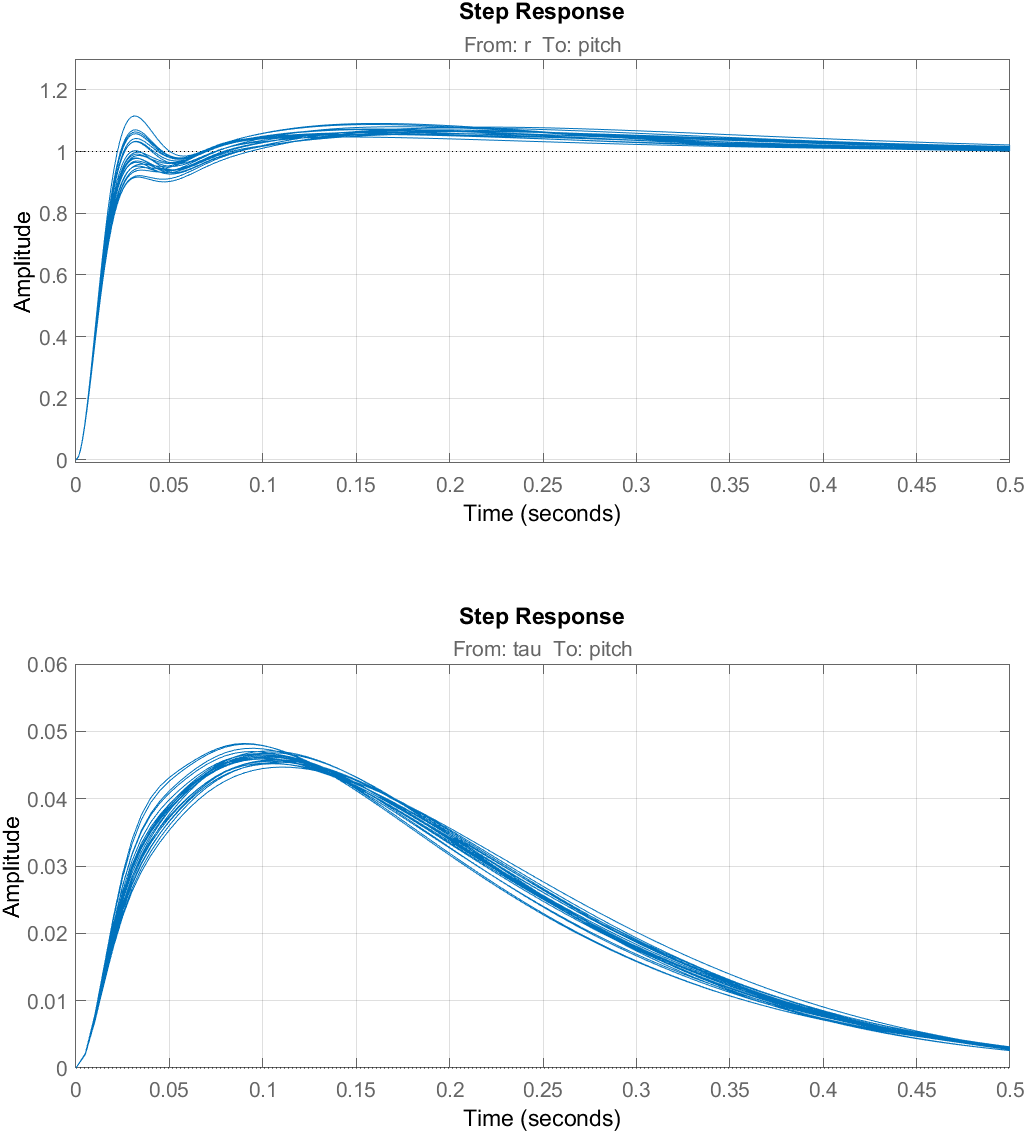 Step Response
From: r  To: pitch
1.2
1
0.8
0.6
0.4
0.2
0
Amplitude
0 0.05 0.1 0.15 0.2 0.25 0.3 0.35 0.4 0.45 0.5
Time (seconds)
Step Response
From: tau  To: pitch
0.06
0.05
0.04
0.03
0.02
0.01
0
Amplitude
0 0.05 0.1 0.15 0.2 0.25 0.3 0.35 0.4 0.45 0.5
Time (seconds)